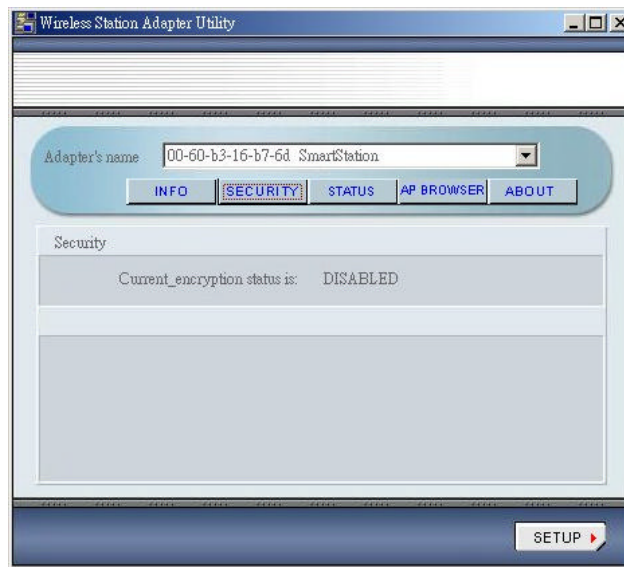 Wireless Station Adapter Utility
Adapter's name 00-60-b3-16-b7-6d SmartStation
INFO SECURITY STATUS AP BROWSER ABOUT
Security
Current_encryption status is: DISABLED
SETUP